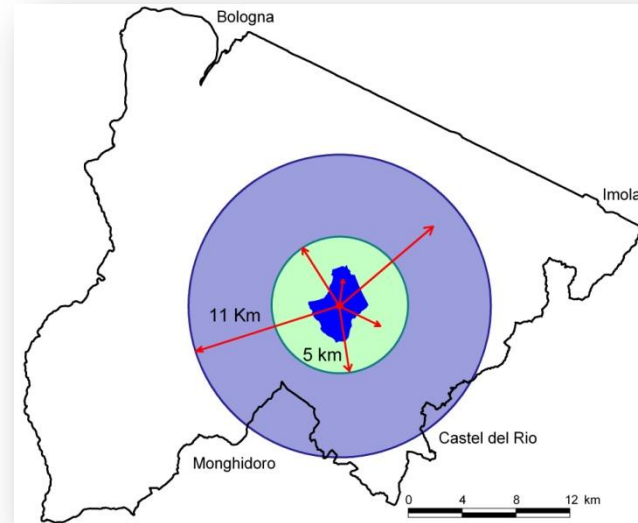 Bologna
Imola
11 Km
5 km
Castel del Rio
Monghidoro
0 4 8 12 km